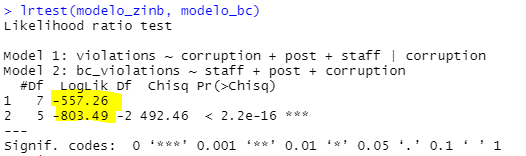 > lrtest(modelo_zinb, modelo_bc)
Likelihood ratio test

Model 1: violations ~ corruption + post + staff | corruption
Model 2: bc_violations ~ staff + post + corruption
  #Df  LogLik Df  Chisq Pr(>Chisq)
1   7 -557.26
2   5 -803.49 -2 492.46  < 2.2e-16 ***
---
Signif. codes:  0 ‘***’ 0.001 ‘**’ 0.01 ‘*’ 0.05 ‘.’ 0.1 ‘ ’ 1